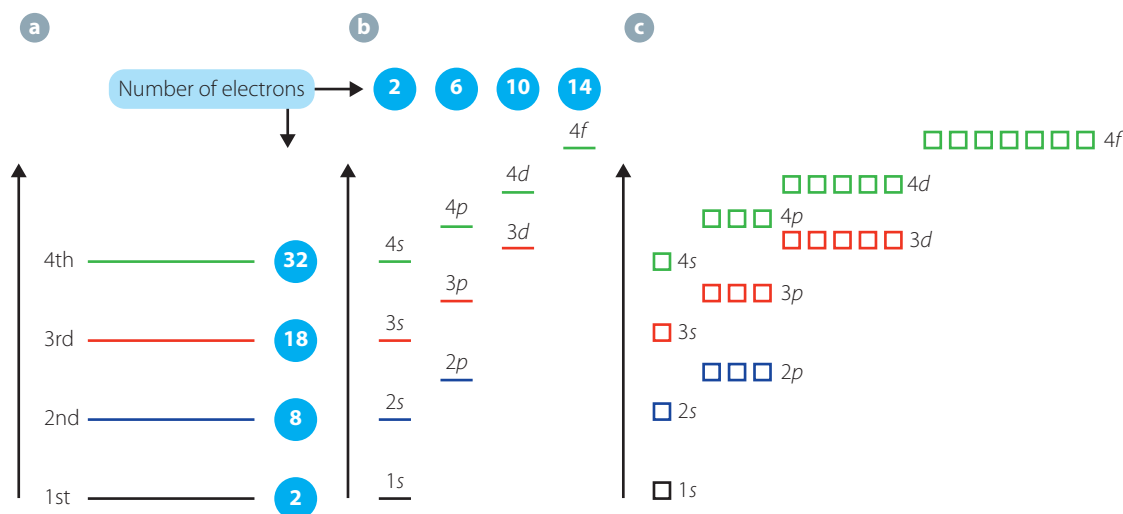 a
b
c
Number of electrons
2
6
10
14
4th
32
3rd
18
2nd
8
1st
2
4f
4d
4p
3d
4s
3p
3s
2p
2s
1s
4f
4d
4p
3d
4s
3p
3s
2p
2s
1s